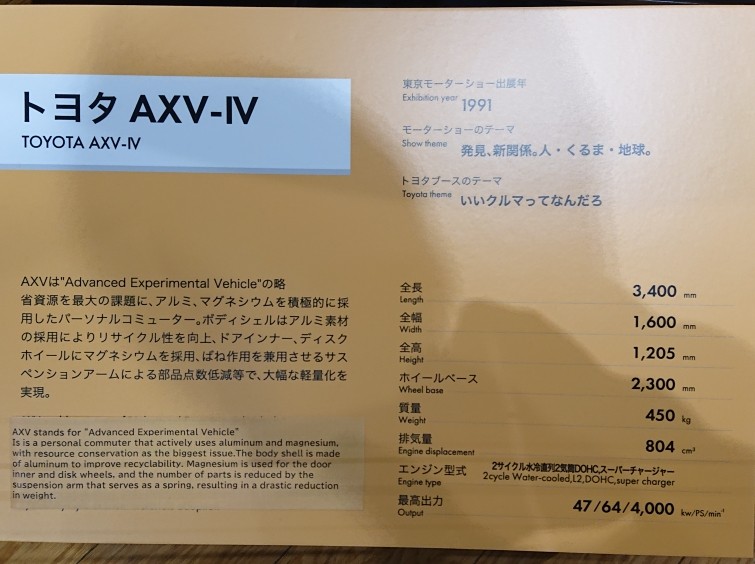 トヨタ AXV-IV
TOYOTA AXV-IV
東京モーターショー出展年
Exhibition year 1991
モーターショーのテーマ
Show theme 発見、新関係。人・くるま・地球。
トヨタブースのテーマ
Toyota theme いいクルマってなんだろ
AXVは"Advanced Experimental Vehicle"の略
省資源を最大の課題に、アルミ、マグネシウムを積極的に採
用したパーソナルコミューター。ボディシェルはアルミ素材
の採用によりリサイクル性を向上、ドアインナー、ディスク
ホイールにマグネシウムを採用、ばね作用を兼用させるサス
ペンションアームによる部品点数低減等で、大幅な軽量化を
実現。
AXV stands for "Advanced Experimental Vehicle"
Is is a personal commuter that actively uses aluminum and magnesium,
with resource conservation as the biggest issue.The body shell is made
of aluminum to improve recyclability. Magnesium is used for the door
inner and disk wheels, and the number of parts is reduced by the
suspension arm that serves as a spring, resulting in a drastic reduction
in weight.
全長
Length 3,400 mm
全幅
Width 1,600 mm
全高
Height 1,205 mm
ホイールベース
Wheel base 2,300 mm
質量
Weight 450 kg
排気量
Engine displacement 804 cm³
エンジン型式 2サイクル水冷直列2気筒DOHC,スーパーチャージャー
Engine type 2cycle Water-cooled,L2,DOHC,super charger
最高出力
Output 47/64/4,000 kw/PS/min⁻¹